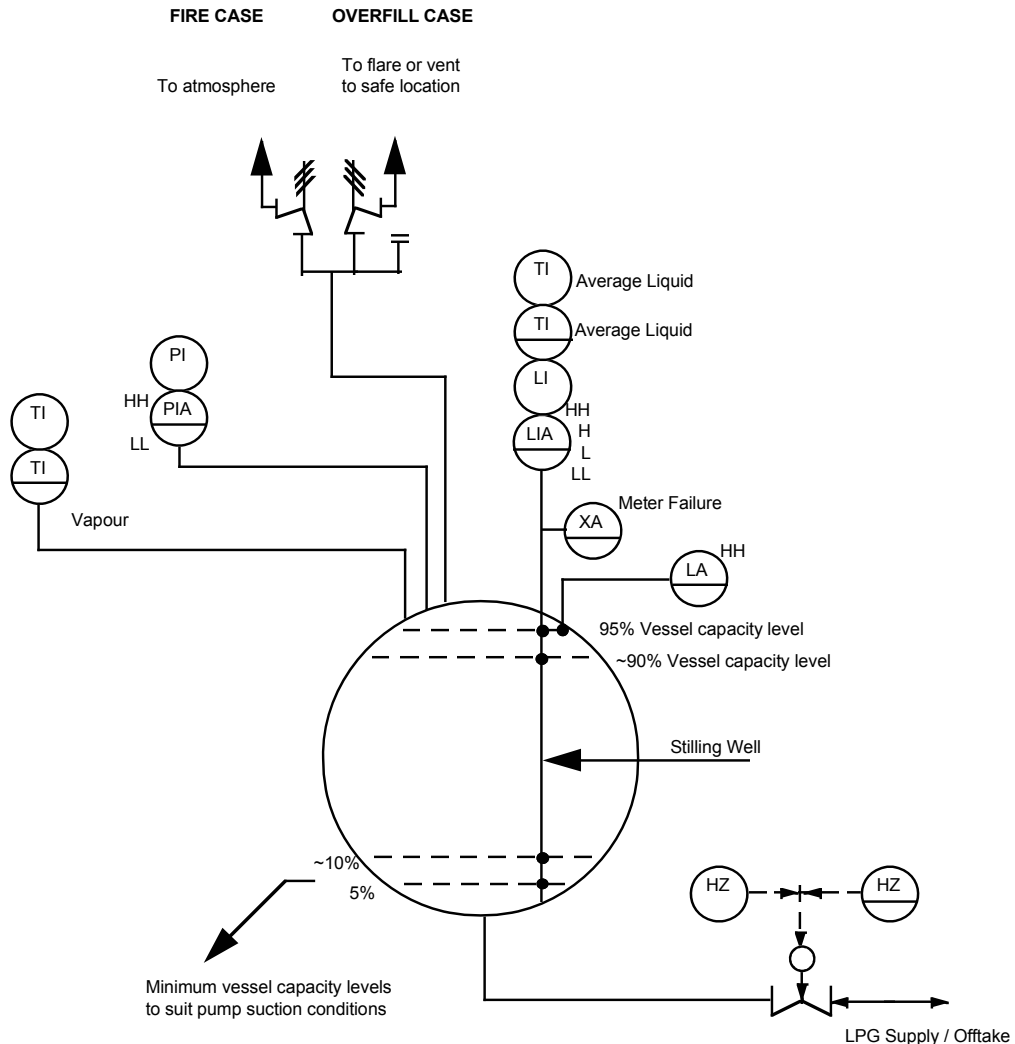 FIRE CASE
OVERFILL CASE
To atmosphere
To flare or vent
to safe location
TI
Average Liquid
TI
Average Liquid
PI
LI
HH
PIA
LL
HH
LIA
H
L
LL
TI
TI
Vapour
Meter Failure
XA
HH
LA
95% Vessel capacity level
~90% Vessel capacity level
Stilling Well
~10%
5%
HZ
HZ
Minimum vessel capacity levels
to suit pump suction conditions
LPG Supply / Offtake